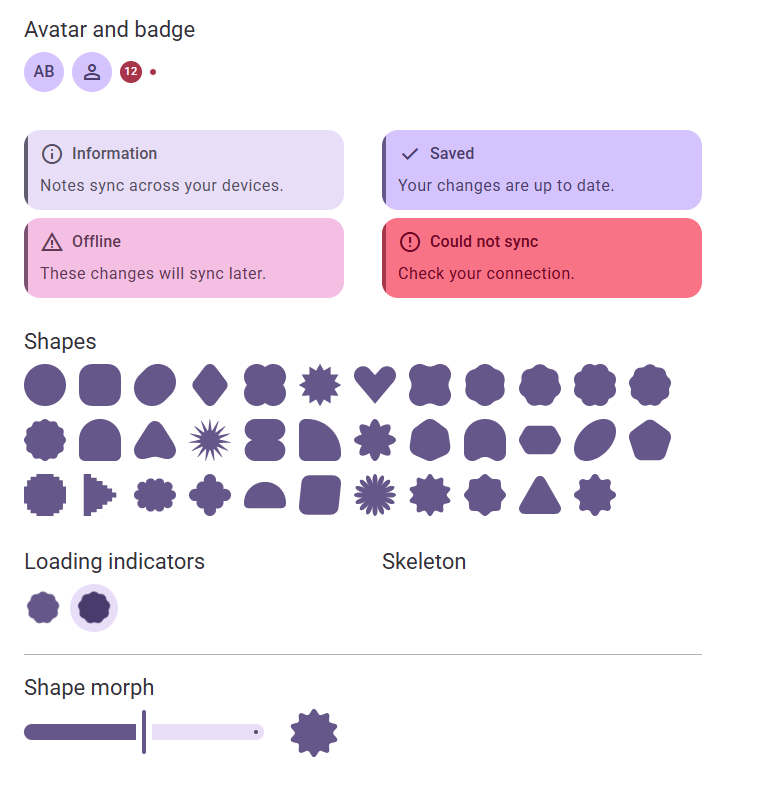 Avatar and badge
AB
12
Information
Notes sync across your devices.
Saved
Your changes are up to date.
Offline
These changes will sync later.
Could not sync
Check your connection.
Shapes
Loading indicators
Skeleton
Shape morph